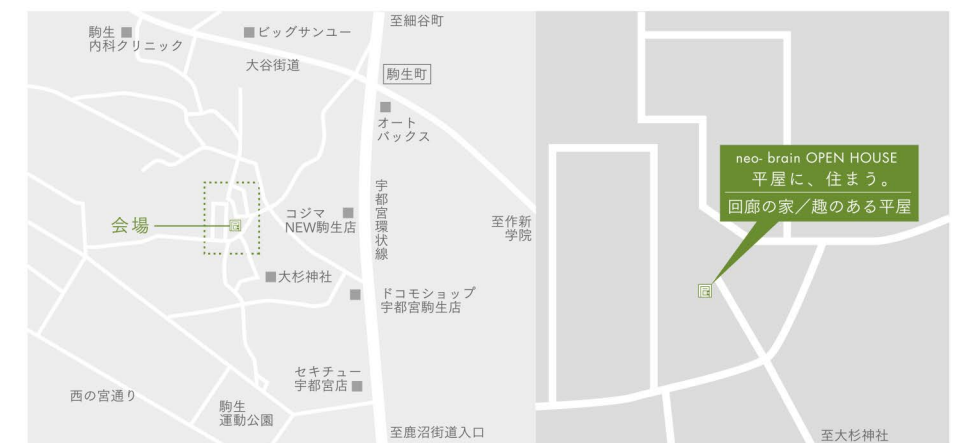 至細谷町
駒生
内科クリニック
ビッグサンユー
大谷街道
駒生町
オート
バックス
宇都宮環状線
会場
コジマ
NEW駒生店
至作新
学院
大杉神社
ドコモショップ
宇都宮駒生店
セキチュー
宇都宮店
西の宮通り
駒生
運動公園
至鹿沼街道入口
neo- brain OPEN HOUSE
平屋に、住まう。
回廊の家／趣のある平屋
至大杉神社